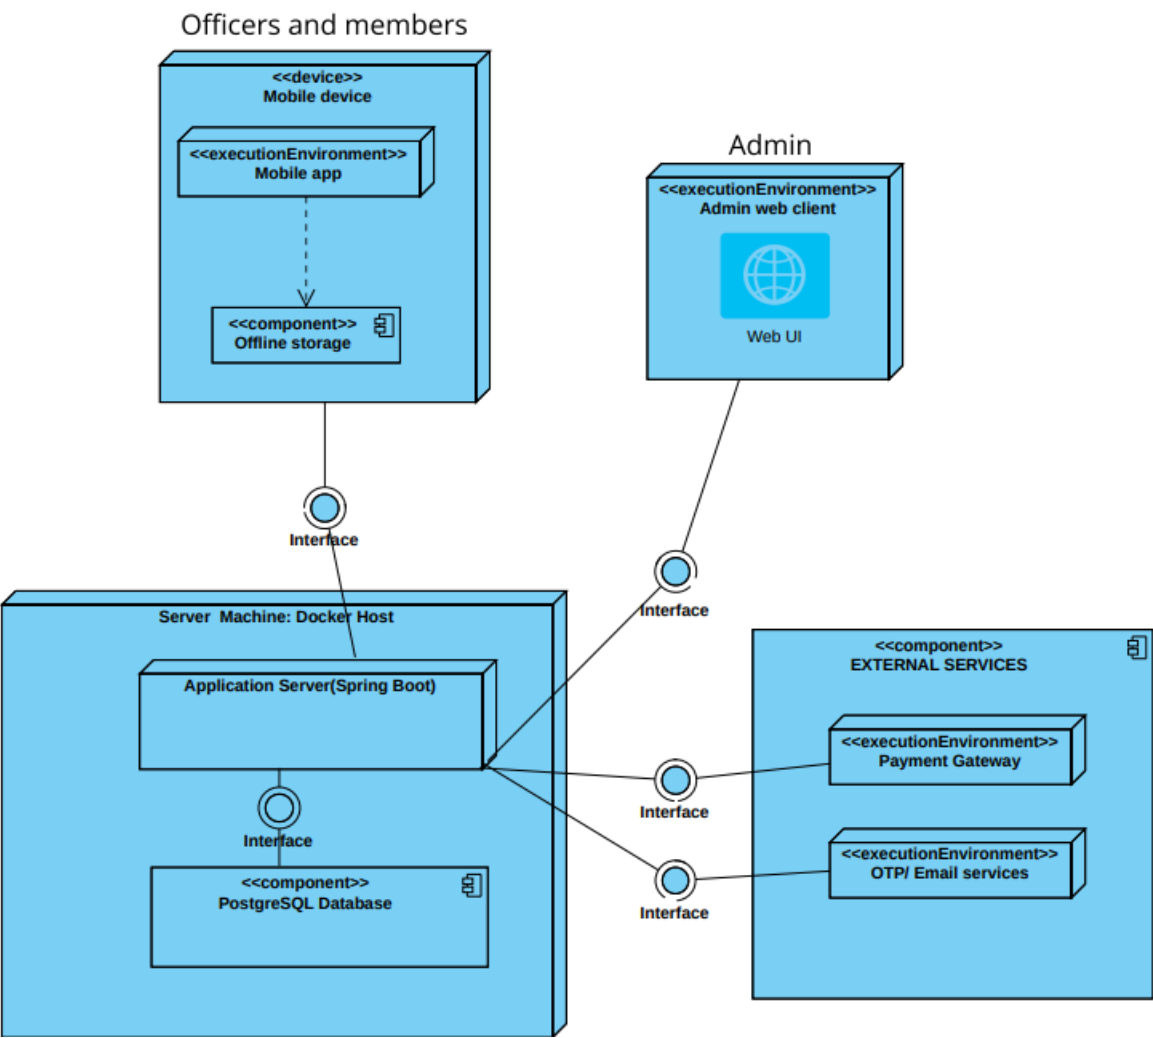 Officers and members
<<device>>
Mobile device
<<executionEnvironment>>
Mobile app
<<component>>
Offline storage
Admin
<<executionEnvironment>>
Admin web client
Web UI
Interface
Interface
Server  Machine: Docker Host
Application Server(Spring Boot)
Interface
<<component>>
PostgreSQL Database
<<component>>
EXTERNAL SERVICES
<<executionEnvironment>>
Payment Gateway
Interface
<<executionEnvironment>>
OTP/ Email services
Interface